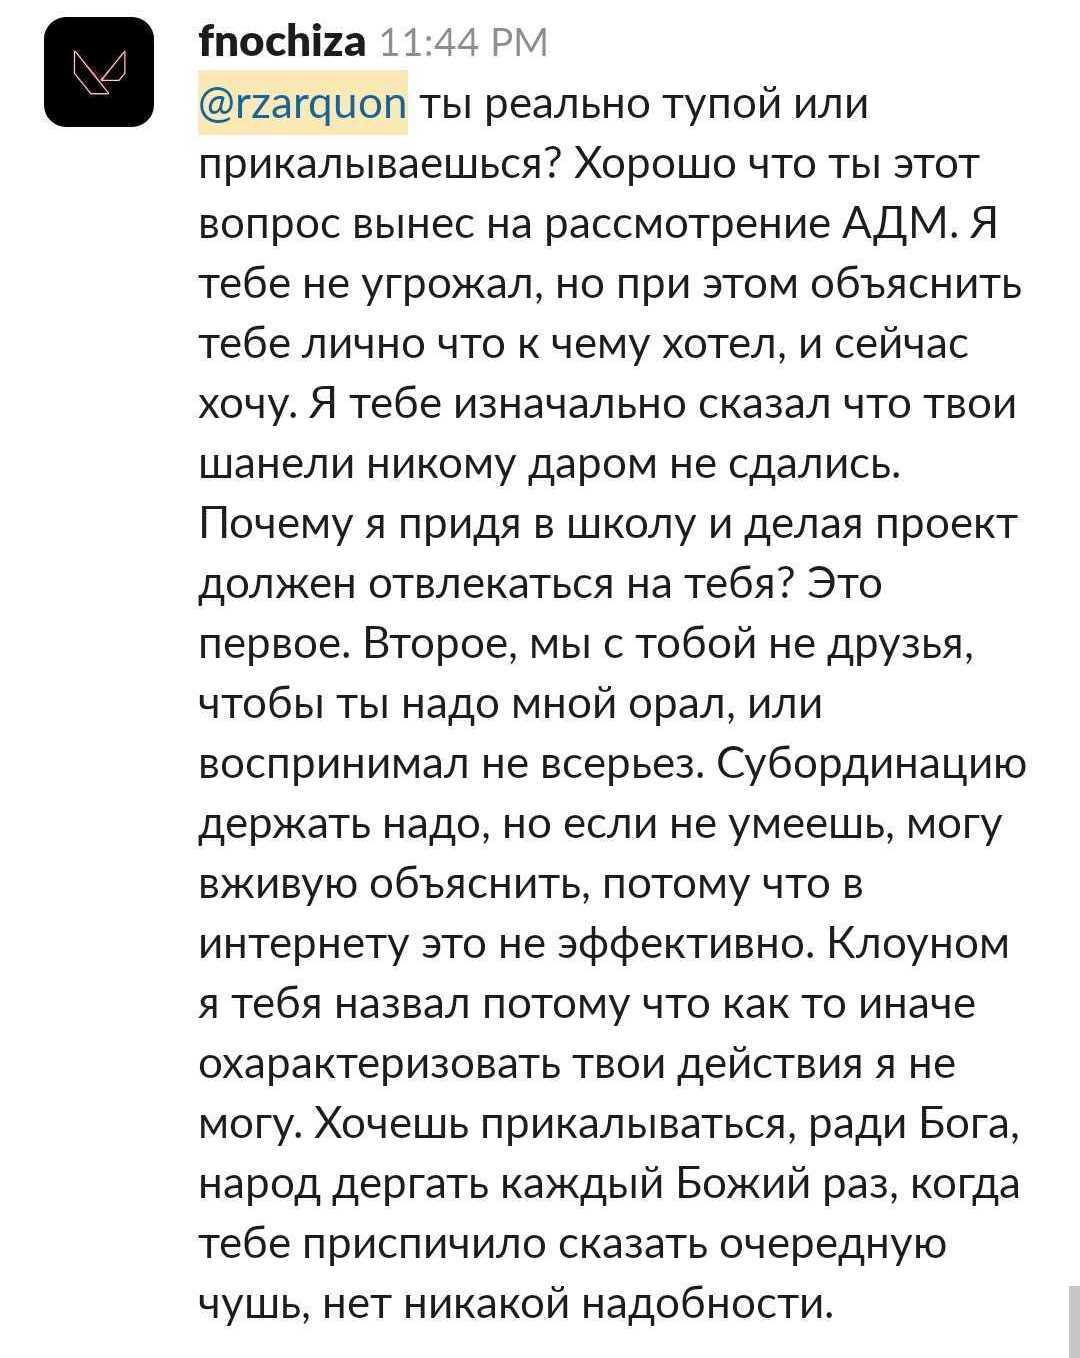 fnochiza 11:44 PM
@rzarquon ты реально тупой или
прикалываешься? Хорошо что ты этот
вопрос вынес на рассмотрение АДМ. Я
тебе не угрожал, но при этом объяснить
тебе лично что к чему хотел, и сейчас
хочу. Я тебе изначально сказал что твои
шанели никому даром не сдались.
Почему я придя в школу и делая проект
должен отвлекаться на тебя? Это
первое. Второе, мы с тобой не друзья,
чтобы ты надо мной орал, или
воспринимал не всерьез. Субординацию
держать надо, но если не умеешь, могу
вживую объяснить, потому что в
интернету это не эффективно. Клоуном
я тебя назвал потому что как то иначе
охарактеризовать твои действия я не
могу. Хочешь прикалываться, ради Бога,
народ дергать каждый Божий раз, когда
тебе приспичило сказать очередную
чушь, нет никакой надобности.